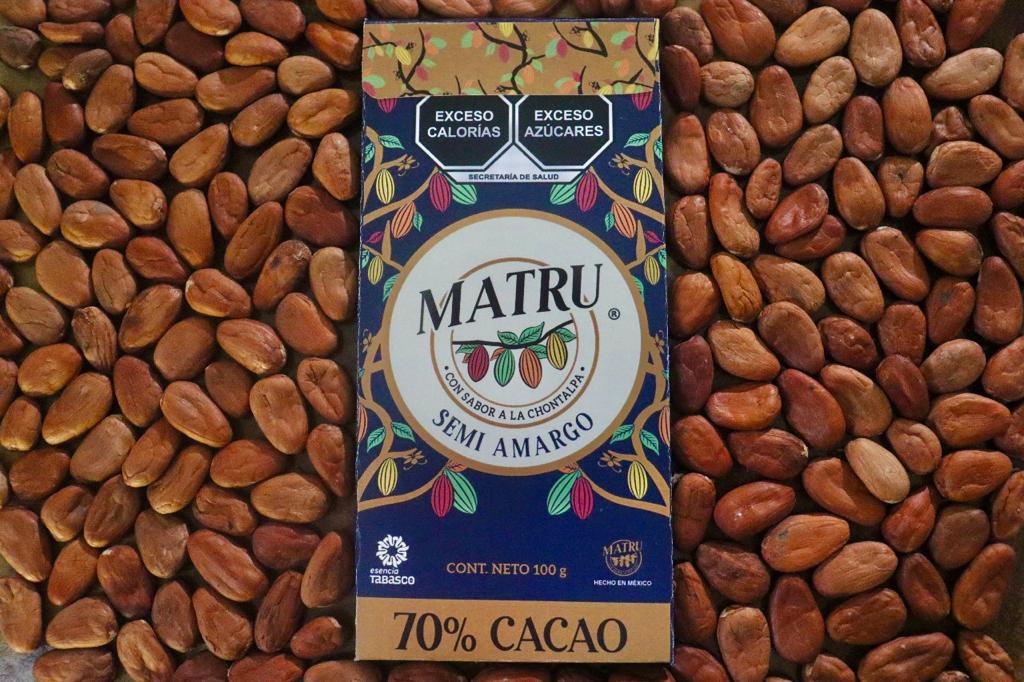 EXCESO CALORÍAS
EXCESO AZÚCARES
SECRETARÍA DE SALUD
MATRU ®
• CON SABOR A LA CHONTALPA •
SEMI AMARGO
esencia
TABASCO
CONT. NETO 100 g
MATRU
HECHO EN MÉXICO
70% CACAO